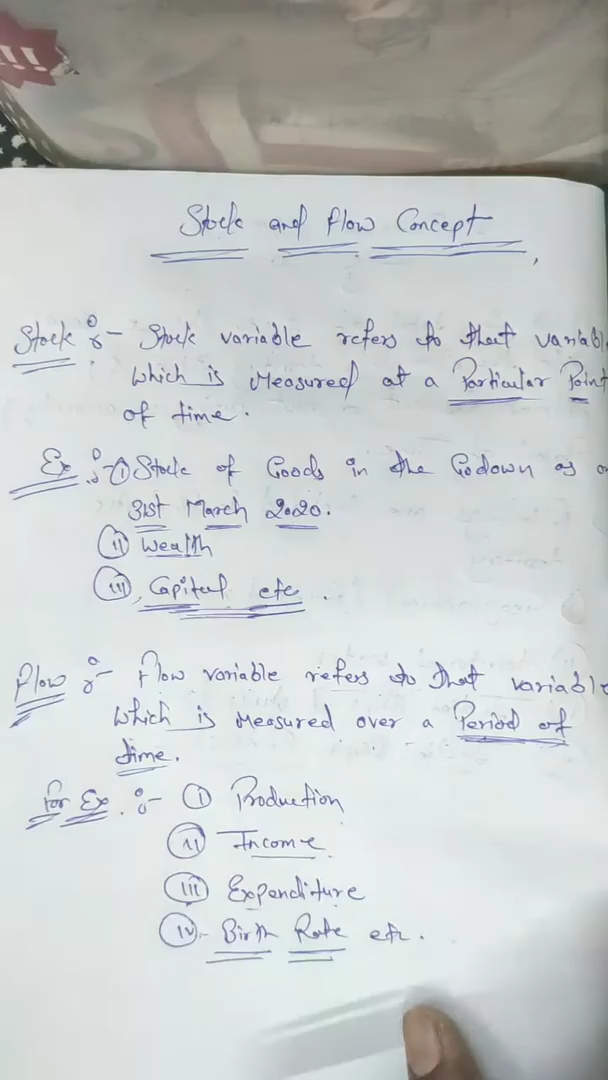 !!
Stock and Flow Concept
Stock :- Stock variable refers to that variabl
which is Measured at a Particular Point
of time.
Ex :- (i) Stock of Goods in the Godown as o
31st March 2020.
(ii) Wealth
(iii) Capital etc.
Flow :- Flow variable refers to that variabl
which is Measured over a Period of
time.
For Ex :- (i) Production
(ii) Income
(iii) Expenditure
(iv) - Birth Rate etc.